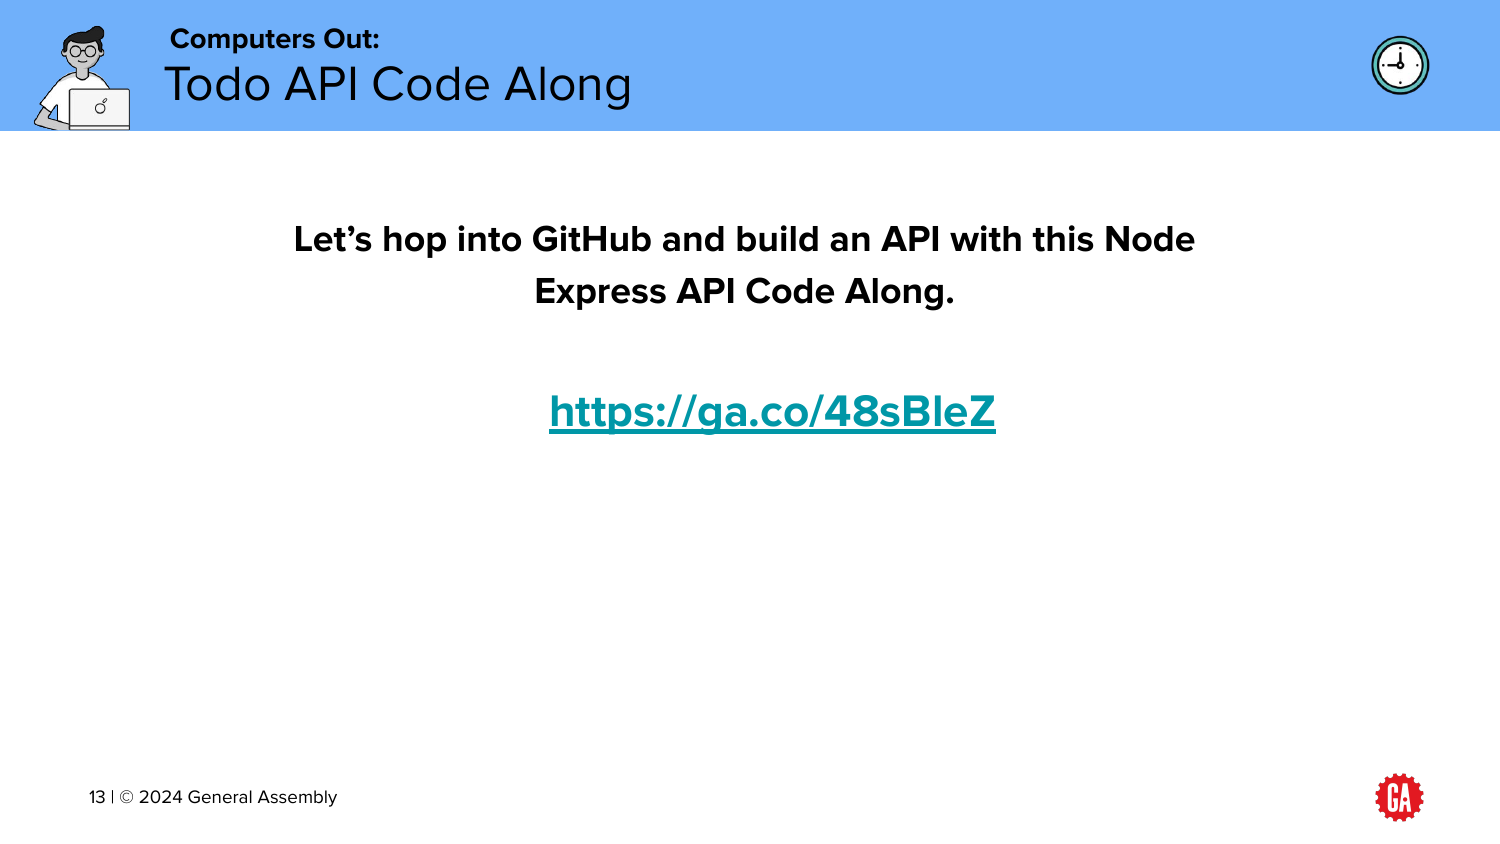 Computers Out:
Todo API Code Along
Let’s hop into GitHub and build an API with this Node
Express API Code Along.
https://ga.co/48sBleZ
13 | © 2024 General Assembly
GA